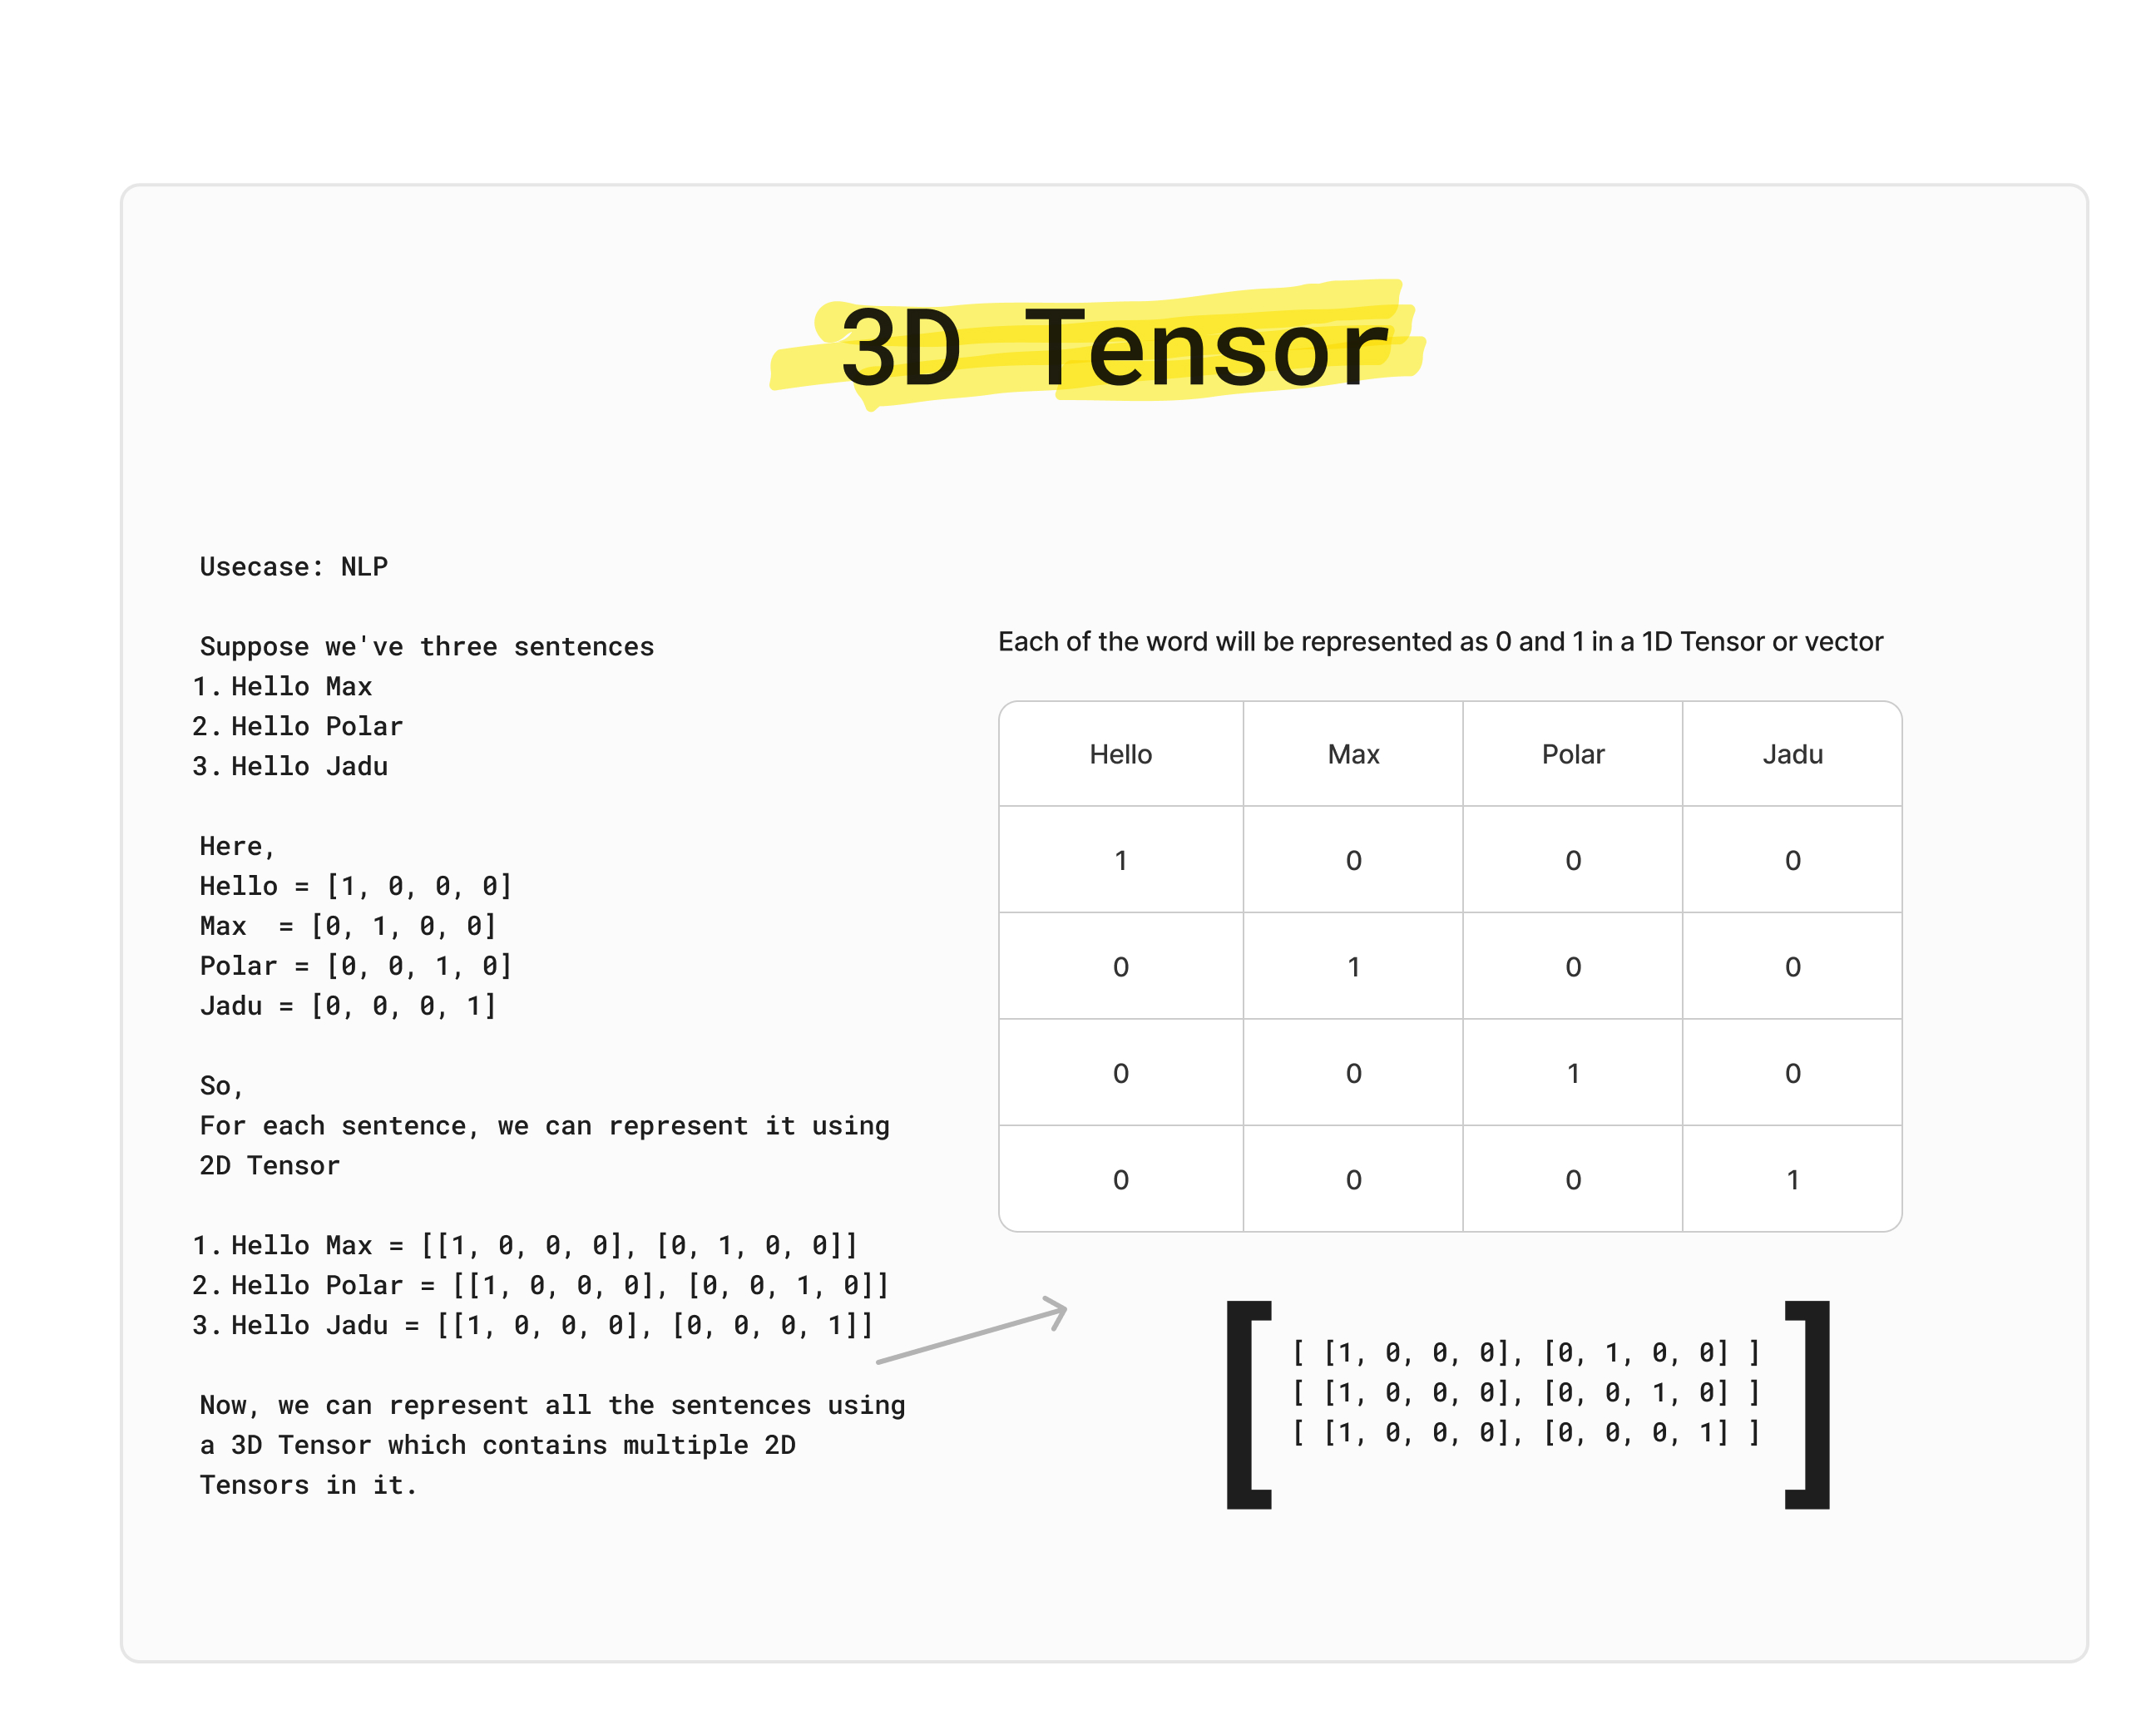 3D Tensor
Usecase: NLP
Suppose we've three sentences
1. Hello Max
2. Hello Polar
3. Hello Jadu
Here,
Hello = [1, 0, 0, 0]
Max  = [0, 1, 0, 0]
Polar = [0, 0, 1, 0]
Jadu = [0, 0, 0, 1]
So,
For each sentence, we can represent it using
2D Tensor
1. Hello Max = [[1, 0, 0, 0], [0, 1, 0, 0]]
2. Hello Polar = [[1, 0, 0, 0], [0, 0, 1, 0]]
3. Hello Jadu = [[1, 0, 0, 0], [0, 0, 0, 1]]
Now, we can represent all the sentences using
a 3D Tensor which contains multiple 2D
Tensors in it.
Each of the word will be represented as 0 and 1 in a 1D Tensor or vector
Hello Max Polar Jadu
1 0 0 0
0 1 0 0
0 0 1 0
0 0 0 1
[
[ [1, 0, 0, 0], [0, 1, 0, 0] ]
[ [1, 0, 0, 0], [0, 0, 1, 0] ]
[ [1, 0, 0, 0], [0, 0, 0, 1] ]
]